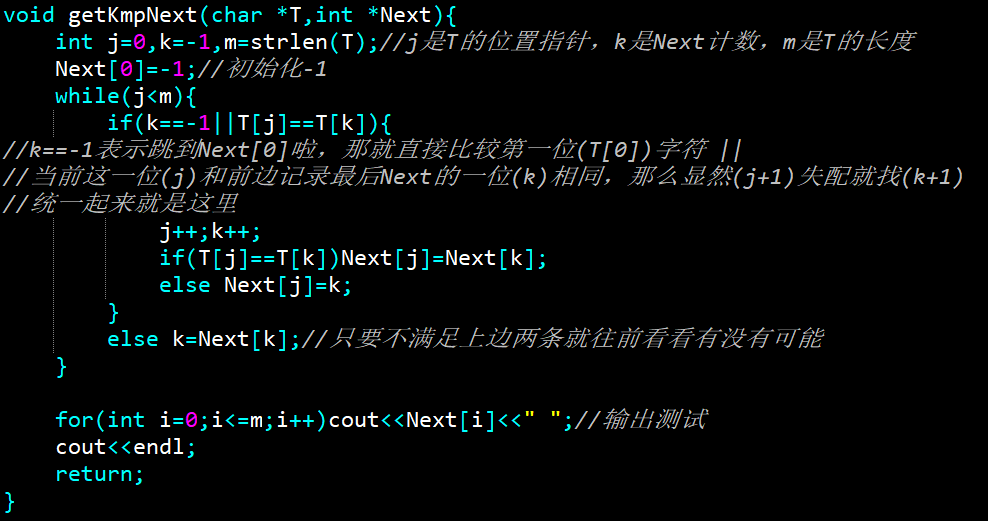 void getKmpNext(char *T,int *Next){
    int j=0,k=-1,m=strlen(T);//j是T的位置指针，k是Next计数，m是T的长度
    Next[0]=-1;//初始化-1
    while(j<m){
        if(k==-1||T[j]==T[k]){
//k==-1表示跳到Next[0]啦，那就直接比较第一位(T[0])字符 ||
//当前这一位(j)和前边记录最后Next的一位(k)相同，那么显然(j+1)失配就找(k+1)
//统一起来就是这里
            j++;k++;
            if(T[j]==T[k])Next[j]=Next[k];
            else Next[j]=k;
        }
        else k=Next[k];//只要不满足上边两条就往前看看有没有可能
    }
    for(int i=0;i<=m;i++)cout<<Next[i]<<" ";//输出测试
    cout<<endl;
    return;
}